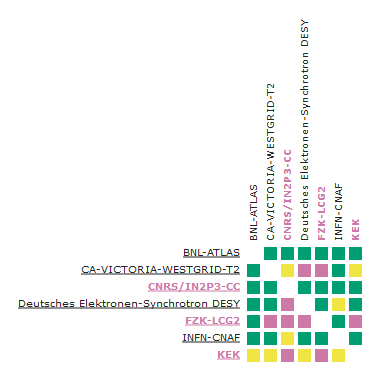 BNL-ATLAS
CA-VICTORIA-WESTGRID-T2
CNRS/IN2P3-CC
Deutsches Elektronen-Synchrotron DESY
FZK-LCG2
INFN-CNAF
KEK
BNL-ATLAS
CA-VICTORIA-WESTGRID-T2
CNRS/IN2P3-CC
Deutsches Elektronen-Synchrotron DESY
FZK-LCG2
INFN-CNAF
KEK